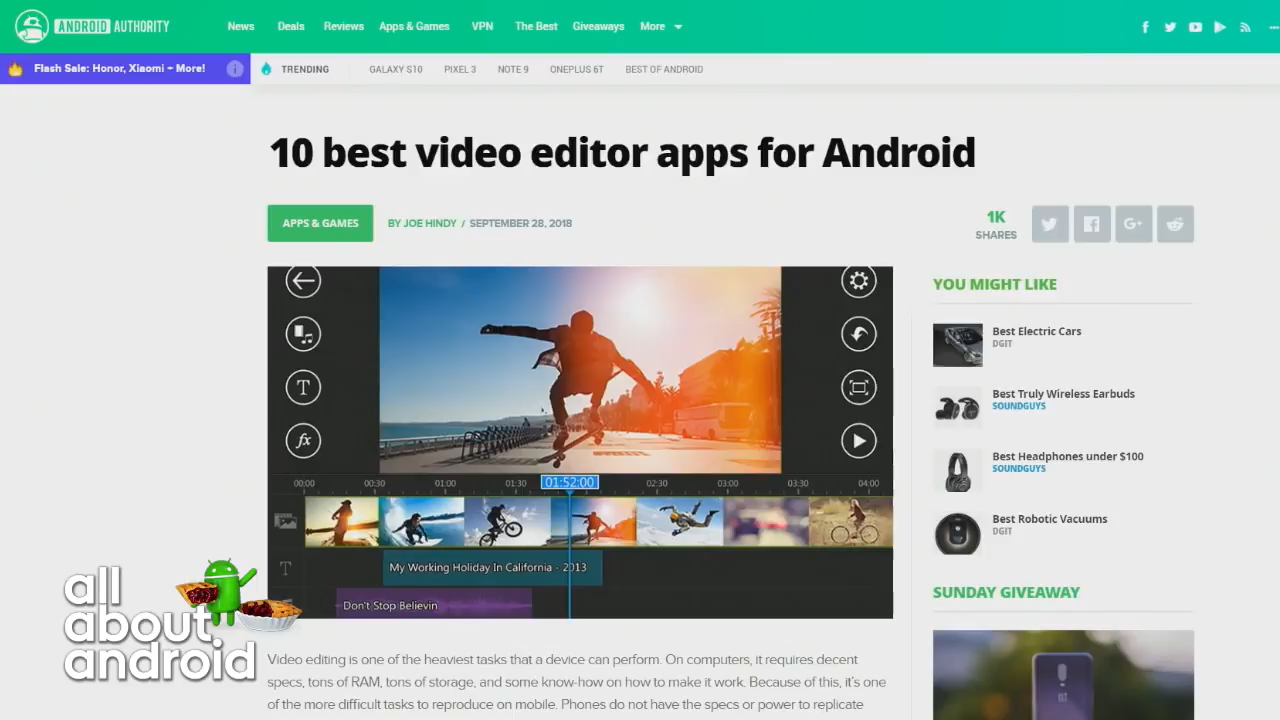 ANDROID AUTHORITY
News Deals Reviews Apps & Games VPN The Best Giveaways More
Flash Sale: Honor, Xiaomi + More!
TRENDING GALAXY S10 PIXEL 3 NOTE 9 ONEPLUS 6T BEST OF ANDROID
10 best video editor apps for Android
APPS & GAMES BY JOE HINDY / SEPTEMBER 28, 2018
1K
SHARES
G+
T
fx
00:00 00:30 01:00 01:30 01:52:00 02:30 03:00 03:30 04:00
T
My Working Holiday In California - 2013
Don't Stop Believin
YOU MIGHT LIKE
Best Electric Cars
DGIT
Best Truly Wireless Earbuds
SOUNDGUYS
Best Headphones under $100
SOUNDGUYS
Best Robotic Vacuums
DGIT
SUNDAY GIVEAWAY
6T
all
about
android
Video editing is one of the heaviest tasks that a device can perform. On computers, it requires decent
specs, tons of RAM, tons of storage, and some know-how on how to make it work. Because of this, it's one
of the more difficult tasks to reproduce on mobile. Phones do not have the specs or power to replicate